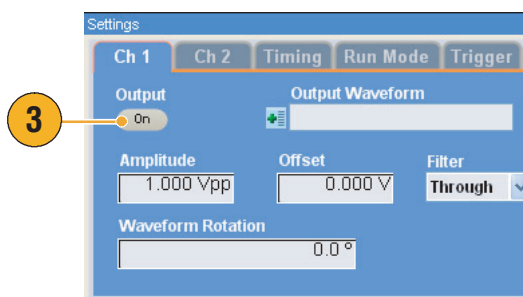 Settings
Ch 1 Ch 2 Timing Run Mode Trigger
Output Output Waveform
On
3
Amplitude Offset Filter
1.000 Vpp 0.000 V Through
Waveform Rotation
0.0 °